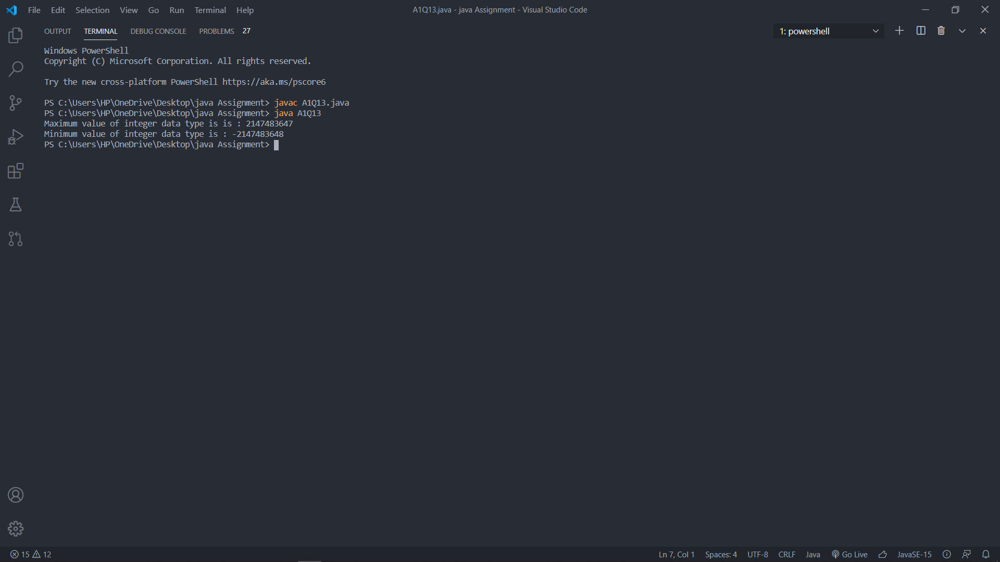 File Edit Selection View Go Run Terminal Help
A1Q13.java - java Assignment - Visual Studio Code
OUTPUT TERMINAL DEBUG CONSOLE PROBLEMS 27
1: powershell
Windows PowerShell
Copyright (C) Microsoft Corporation. All rights reserved.
Try the new cross-platform PowerShell https://aka.ms/pscore6
PS C:\Users\HP\OneDrive\Desktop\java Assignment> javac A1Q13.java
PS C:\Users\HP\OneDrive\Desktop\java Assignment> java A1Q13
Maximum value of integer data type is is : 2147483647
Minimum value of integer data type is : -2147483648
PS C:\Users\HP\OneDrive\Desktop\java Assignment>
15 12
Ln 7, Col 1 Spaces: 4 UTF-8 CRLF Java Go Live JavaSE-15